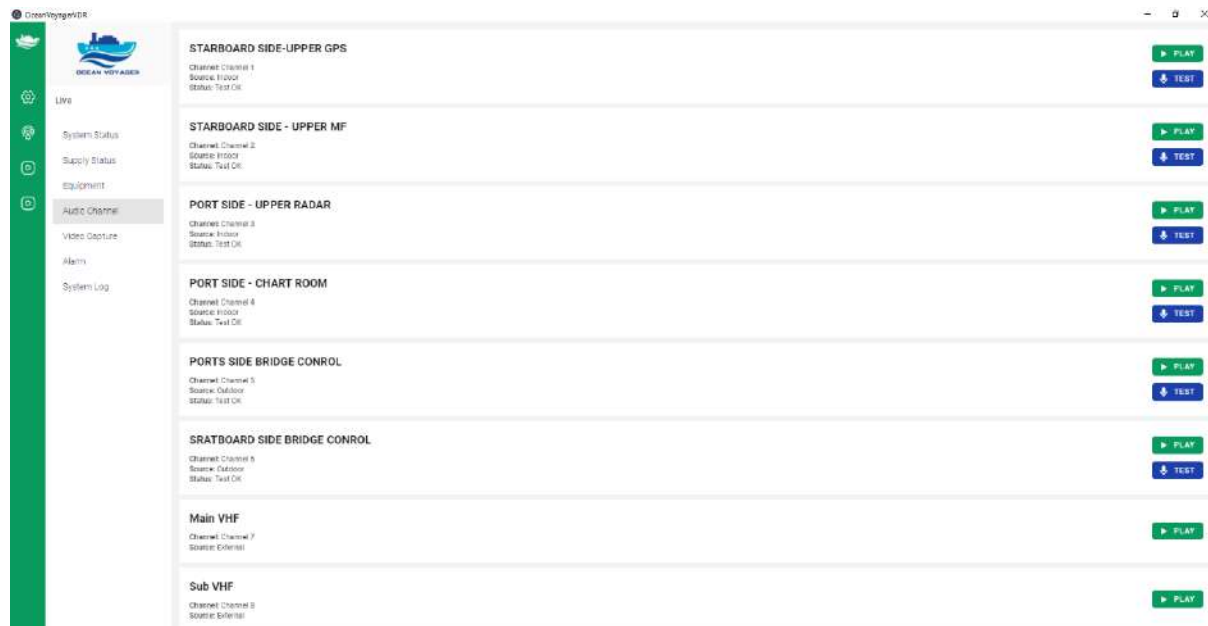 OceanVoyagerVDR
OCEAN VOYAGER
Live
System Status
Supply Status
Equipment
Audio Channel
Video Capture
Alarm
System Log
STARBOARD SIDE-UPPER GPS
Channel: Channel 1
Source: Indoor
Status: Test OK
PLAY
TEST
STARBOARD SIDE - UPPER MF
Channel: Channel 2
Source: Indoor
Status: Test OK
PLAY
TEST
PORT SIDE - UPPER RADAR
Channel: Channel 3
Source: Indoor
Status: Test OK
PLAY
TEST
PORT SIDE - CHART ROOM
Channel: Channel 4
Source: Indoor
Status: Test OK
PLAY
TEST
PORTS SIDE BRIDGE CONROL
Channel: Channel 5
Source: Outdoor
Status: Test OK
PLAY
TEST
SRATBOARD SIDE BRIDGE CONROL
Channel: Channel 6
Source: Outdoor
Status: Test OK
PLAY
TEST
Main VHF
Channel: Channel 7
Source: External
PLAY
Sub VHF
Channel: Channel 8
Source: External
PLAY